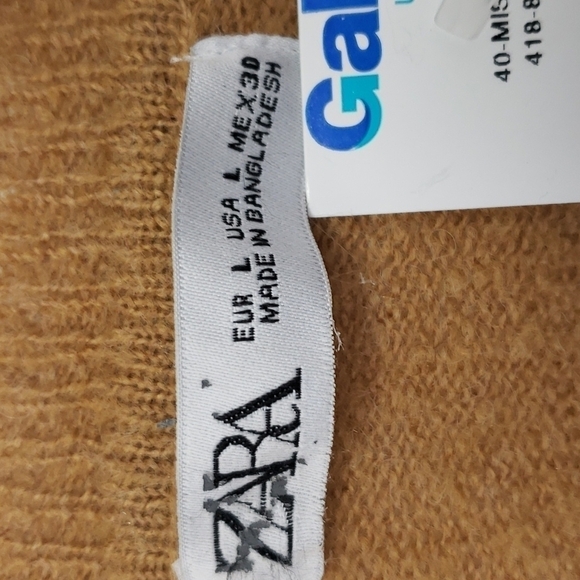 ZARA
EUR L USA L MEX 30
MADE IN BANGLADESH
Ga
40-MIS
418-8